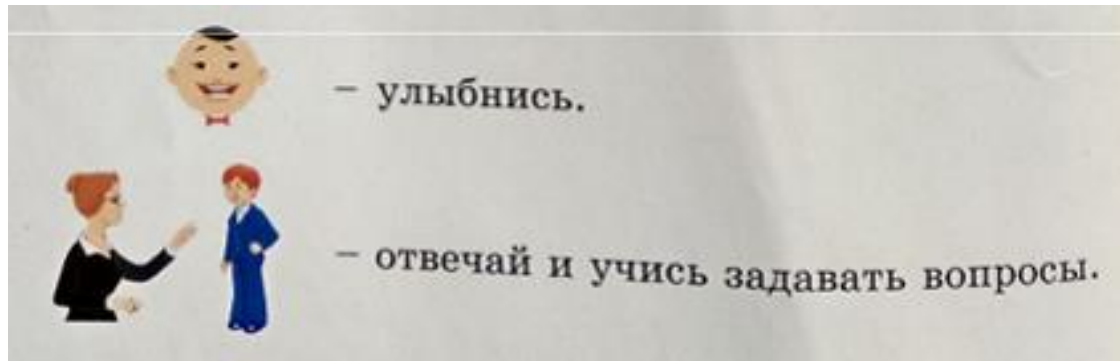 – улыбнись.
– отвечай и учись задавать вопросы.